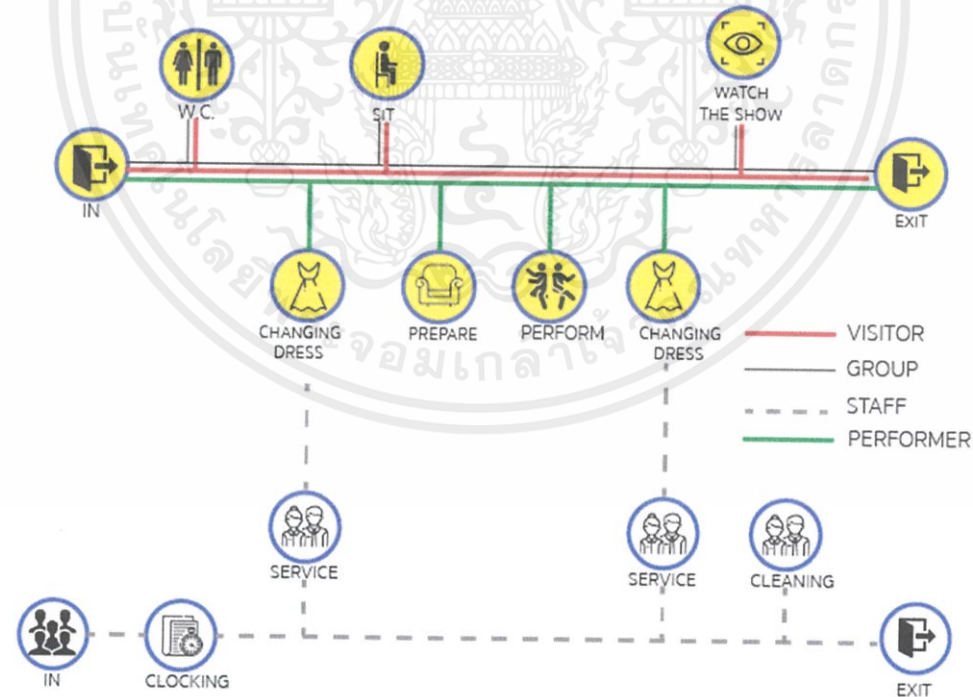 W.C.
SIT
WATCH
THE SHOW
IN
EXIT
CHANGING
DRESS
PREPARE
PERFORM
CHANGING
DRESS
VISITOR
GROUP
STAFF
PERFORMER
SERVICE
SERVICE
CLEANING
IN
CLOCKING
EXIT